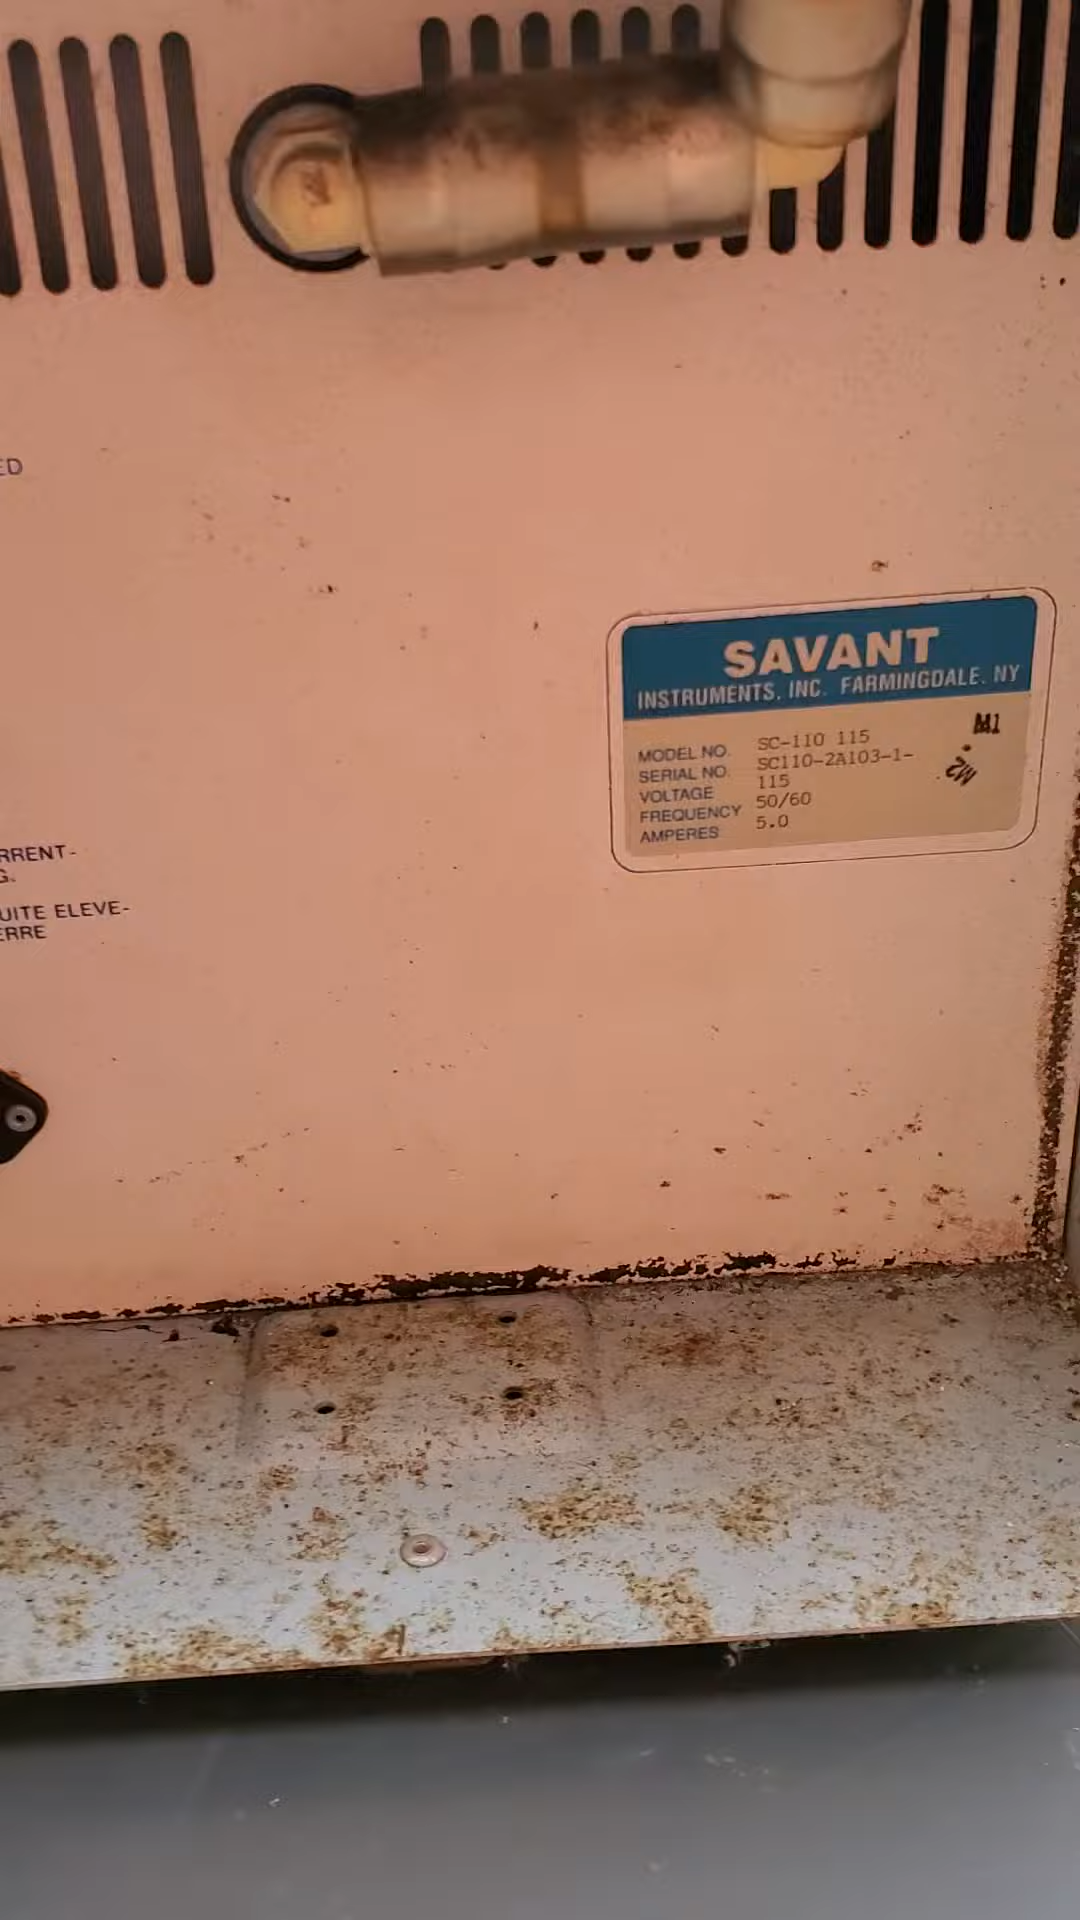 ED
SAVANT
INSTRUMENTS, INC. FARMINGDALE, NY
M1
MODEL NO. SC-110 115
SERIAL NO. SC110-2A103-1-
M2
VOLTAGE 115
FREQUENCY 50/60
AMPERES 5.0
RRENT-
G.
UITE ELEVE-
ERRE